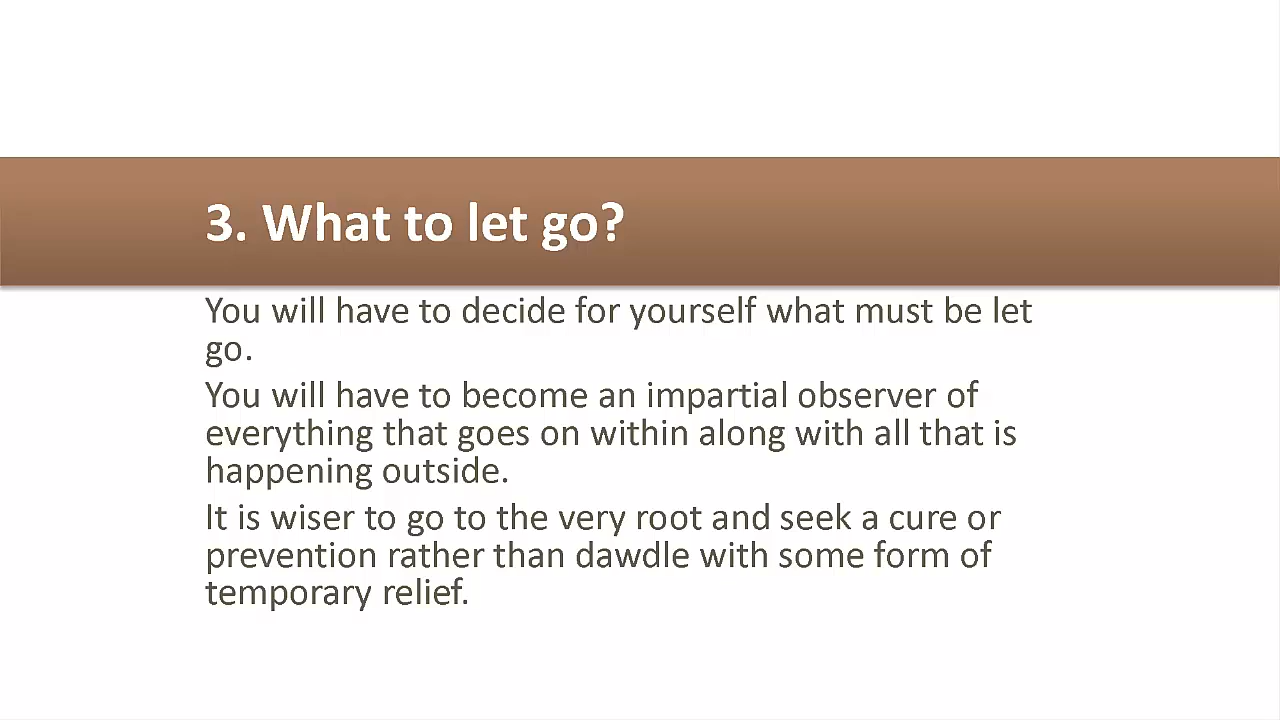 3. What to let go?
You will have to decide for yourself what must be let
go.
You will have to become an impartial observer of
everything that goes on within along with all that is
happening outside.
It is wiser to go to the very root and seek a cure or
prevention rather than dawdle with some form of
temporary relief.